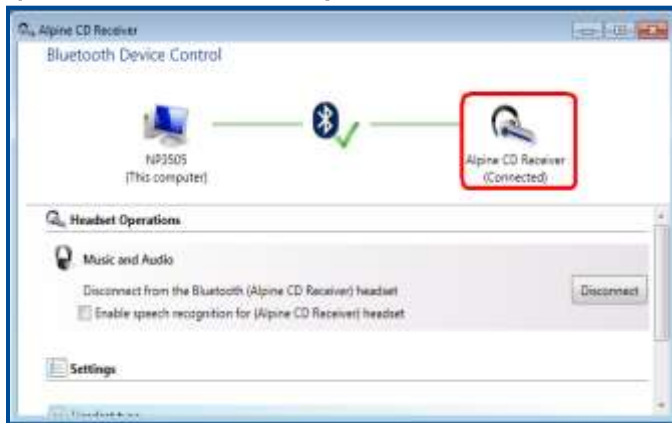 Alpine CD Receiver
Bluetooth Device Control
NP3505
(This computer)
Alpine CD Receiver
(Connected)
Headset Operations
Music and Audio
Disconnect from the Bluetooth (Alpine CD Receiver) headset
Disconnect
Enable speech recognition for (Alpine CD Receiver) headset
Settings